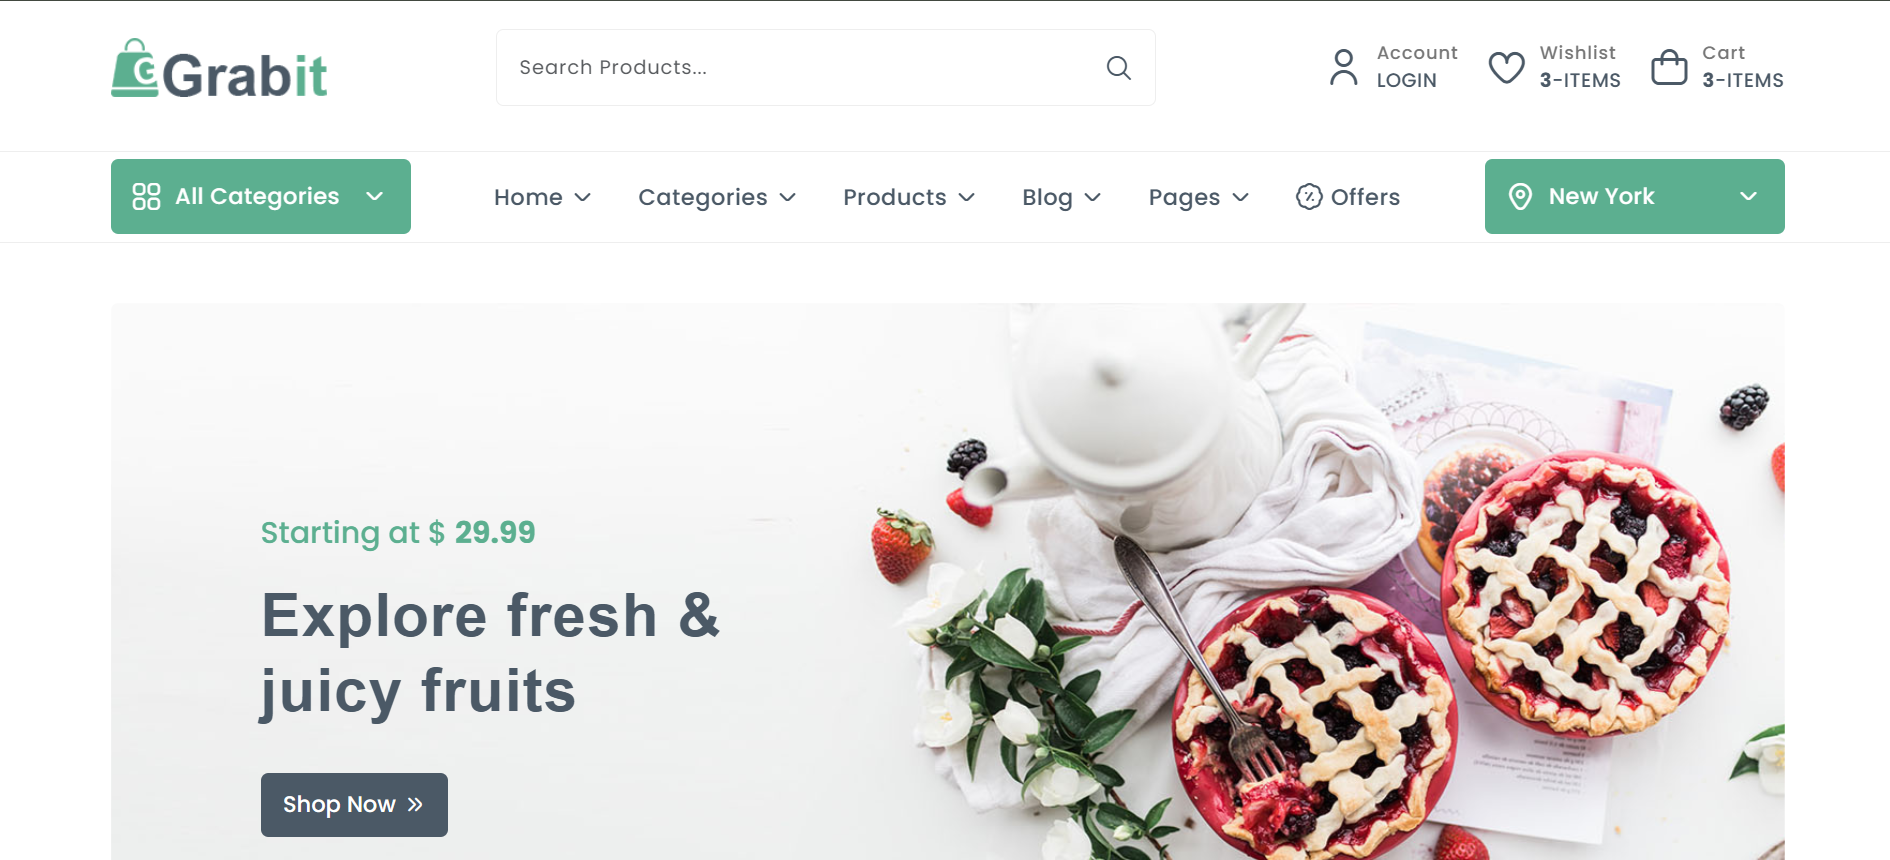 Grabit
Search Products...
Account
LOGIN
Wishlist
3-ITEMS
Cart
3-ITEMS
All Categories
Home
Categories
Products
Blog
Pages
Offers
New York
Starting at $ 29.99
Explore fresh &
juicy fruits
Shop Now